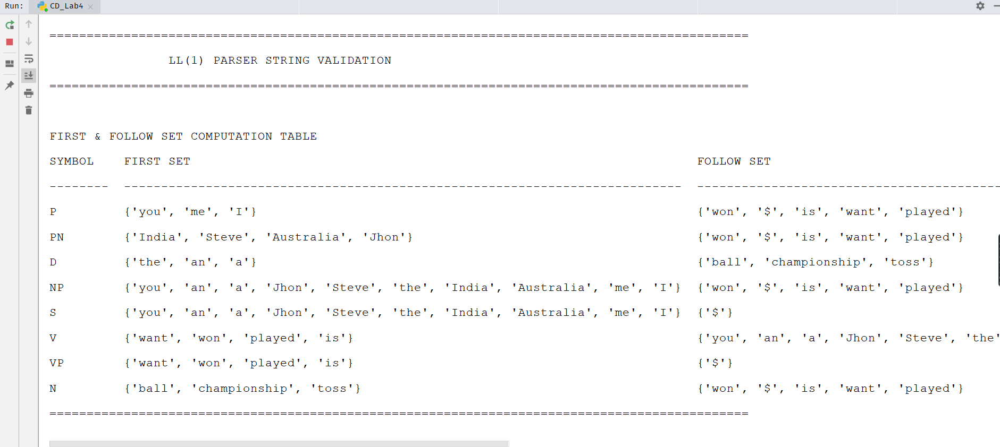 Run: CD_Lab4
==============================================================================================
LL(1) PARSER STRING VALIDATION
==============================================================================================
FIRST & FOLLOW SET COMPUTATION TABLE
SYMBOL FIRST SET FOLLOW SET
-------- --------------------------------------------------------------------------- -----------------------------------------
P {'you', 'me', 'I'} {'won', '$', 'is', 'want', 'played'}
PN {'India', 'Steve', 'Australia', 'Jhon'} {'won', '$', 'is', 'want', 'played'}
D {'the', 'an', 'a'} {'ball', 'championship', 'toss'}
NP {'you', 'an', 'a', 'Jhon', 'Steve', 'the', 'India', 'Australia', 'me', 'I'} {'won', '$', 'is', 'want', 'played'}
S {'you', 'an', 'a', 'Jhon', 'Steve', 'the', 'India', 'Australia', 'me', 'I'} {'$'}
V {'want', 'won', 'played', 'is'} {'you', 'an', 'a', 'Jhon', 'Steve', 'the'
VP {'want', 'won', 'played', 'is'} {'$'}
N {'ball', 'championship', 'toss'} {'won', '$', 'is', 'want', 'played'}
==============================================================================================